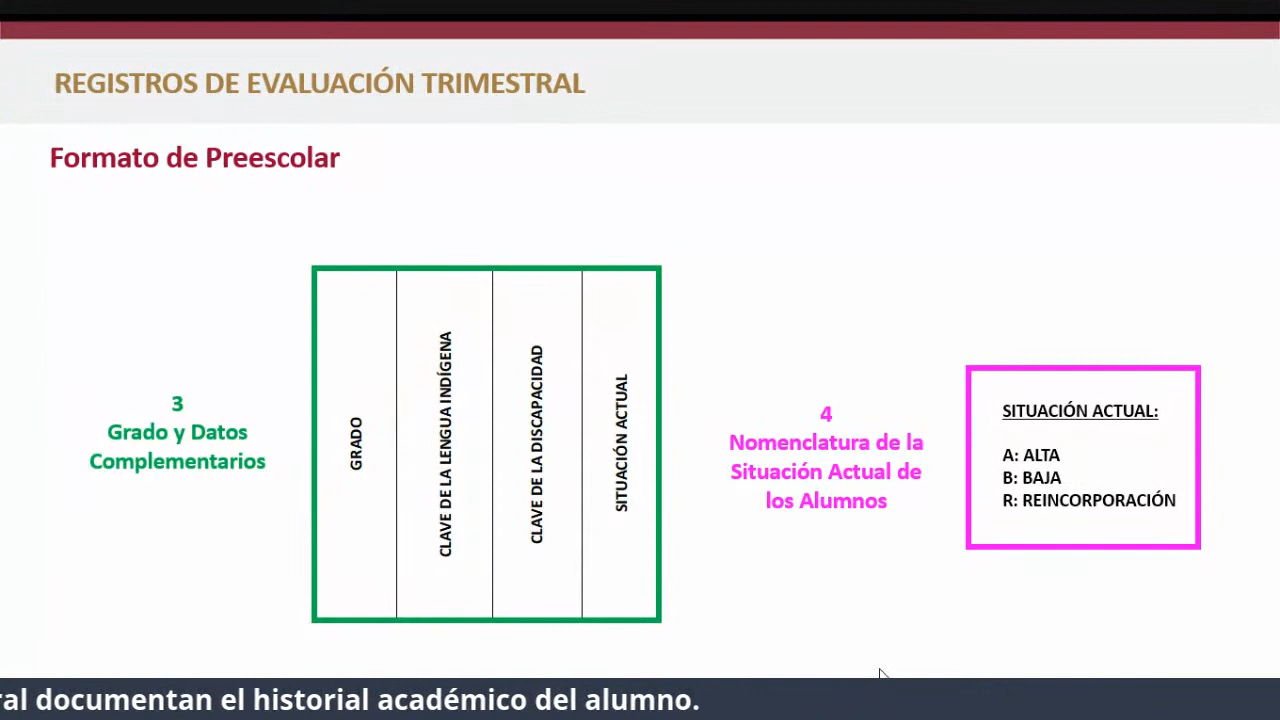 REGISTROS DE EVALUACIÓN TRIMESTRAL
Formato de Preescolar
3
Grado y Datos
Complementarios
GRADO
CLAVE DE LA LENGUA INDÍGENA
CLAVE DE LA DISCAPACIDAD
SITUACIÓN ACTUAL
4
Nomenclatura de la
Situación Actual de
los Alumnos
SITUACIÓN ACTUAL:
A: ALTA
B: BAJA
R: REINCORPORACIÓN
ral documentan el historial académico del alumno.